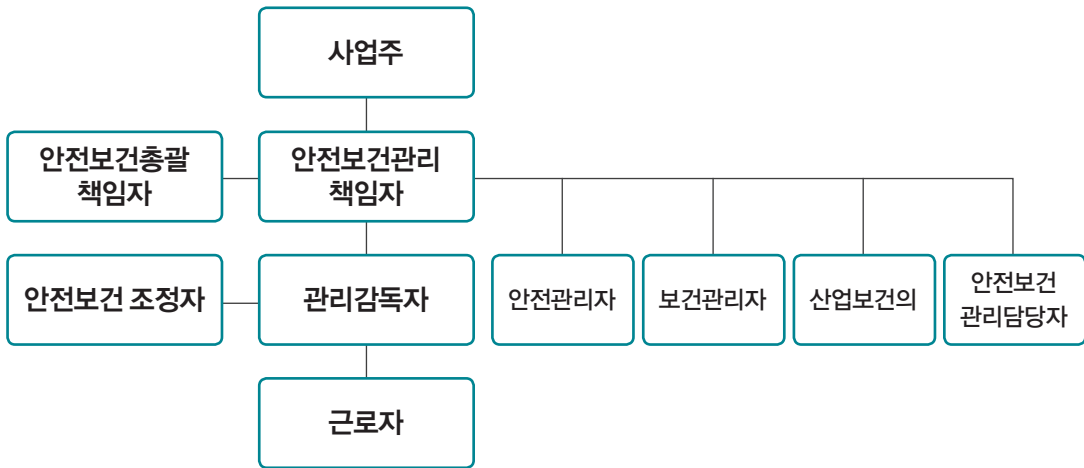 사업주
안전보건총괄
책임자
안전보건관리
책임자
안전보건 조정자
관리감독자
안전관리자
보건관리자
산업보건의
안전보건
관리담당자
근로자